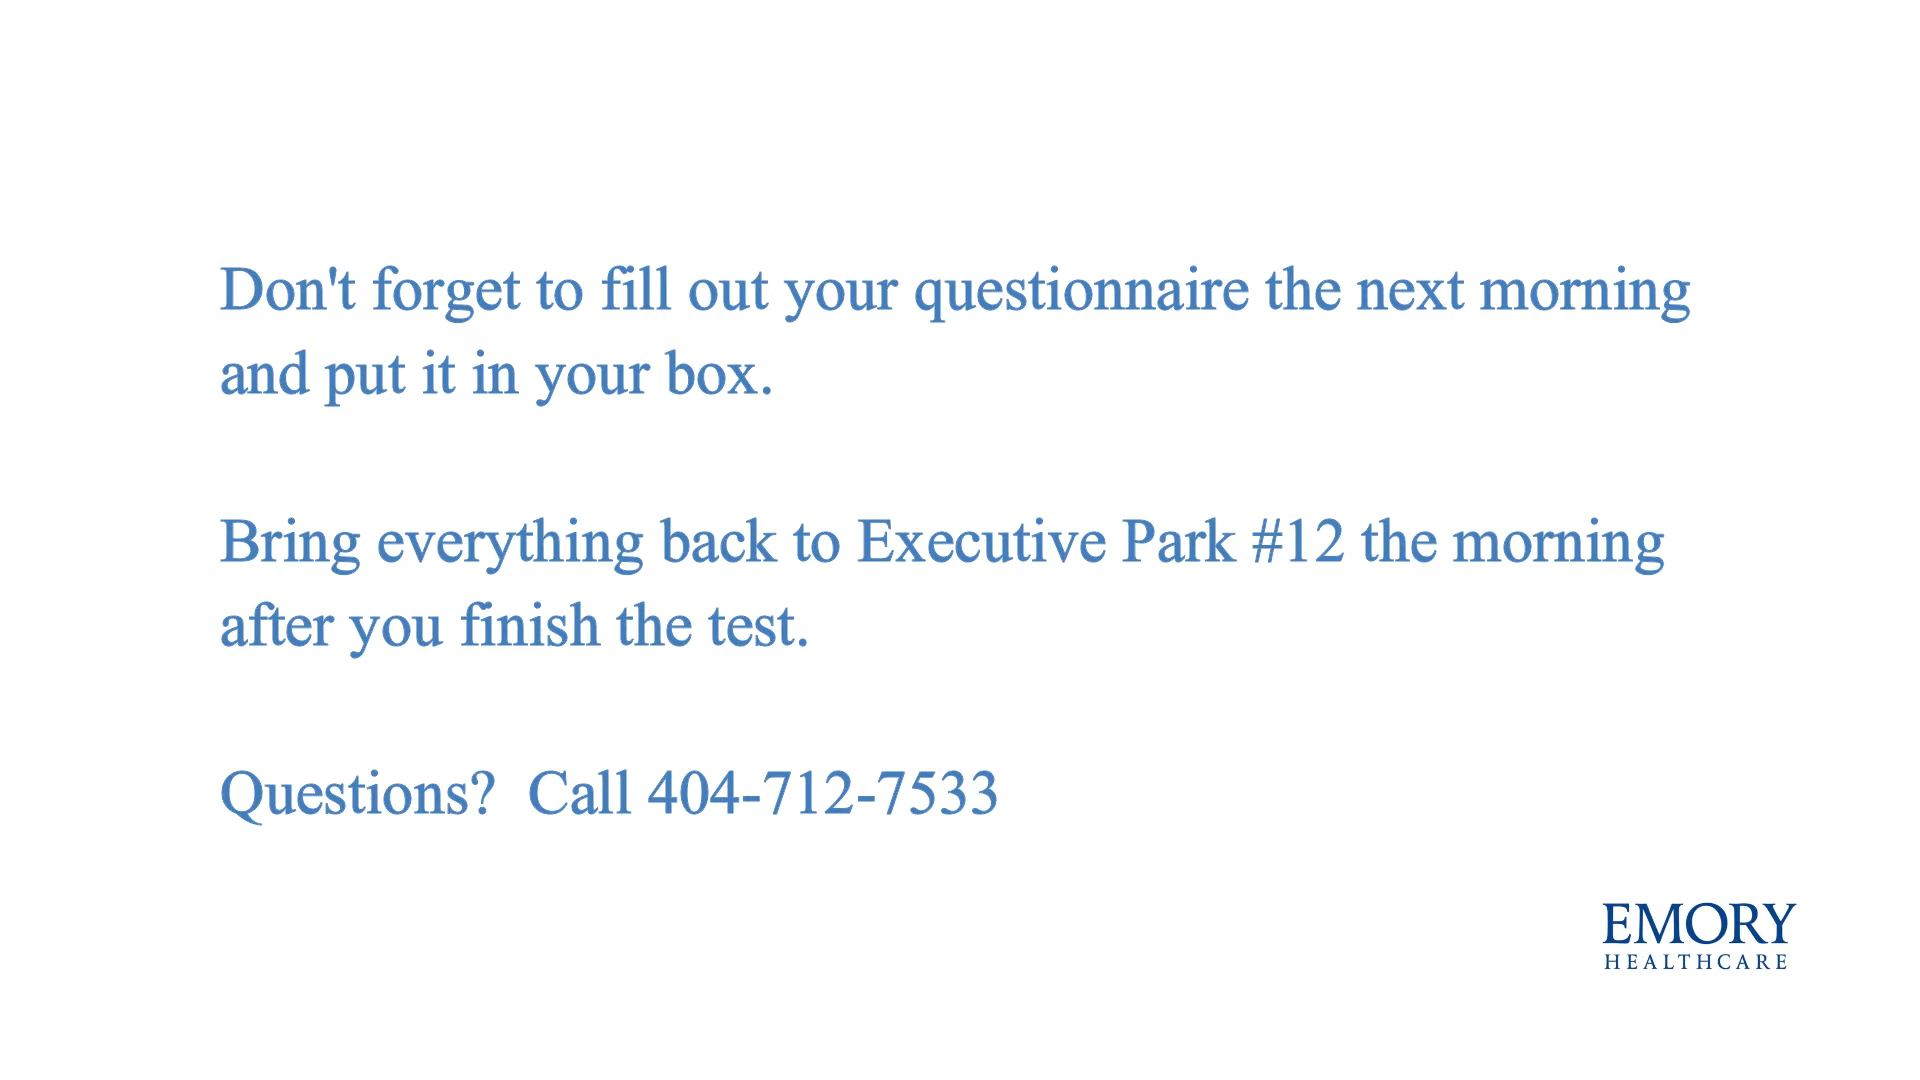 Don't forget to fill out your questionnaire the next morning
and put it in your box.
Bring everything back to Executive Park #12 the morning
after you finish the test.
Questions?  Call 404-712-7533
EMORY
HEALTHCARE